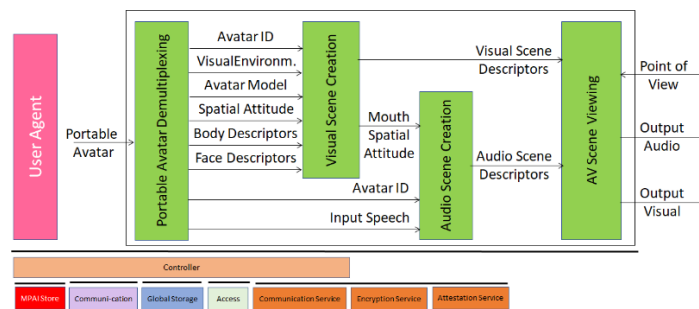 User Agent
Portable
Avatar
Portable Avatar Demultiplexing
Avatar ID
VisualEnvironm.
Avatar Model
Spatial Attitude
Body Descriptors
Face Descriptors
Avatar ID
Input Speech
Visual Scene Creation
Mouth
Spatial
Attitude
Audio Scene Creation
Visual Scene
Descriptors
Audio Scene
Descriptors
AV Scene Viewing
Point of
View
Output
Audio
Output
Visual
Controller
MPAI Store
Communi-cation
Global Storage
Access
Communication Service
Encryption Service
Attestation Service